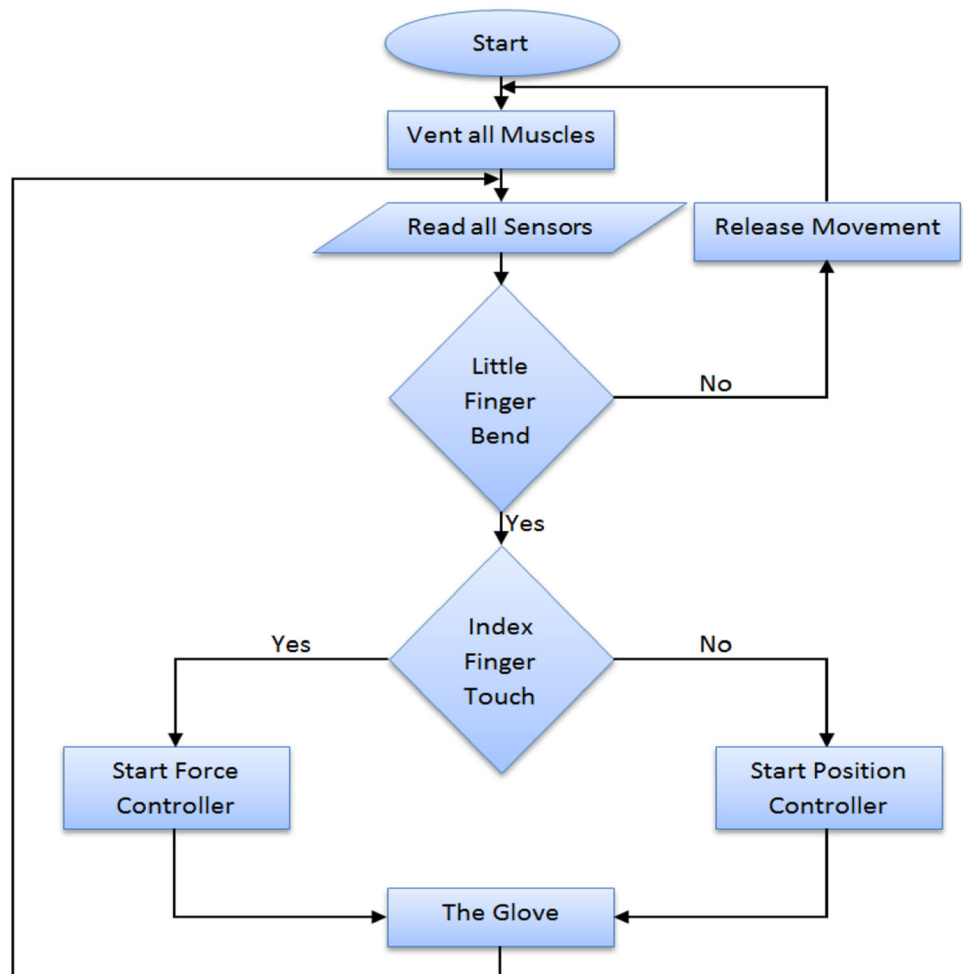 Start
Vent all Muscles
Read all Sensors
Release Movement
Little
Finger
Bend
No
Yes
Index
Finger
Touch
Yes
No
Start Force
Controller
Start Position
Controller
The Glove